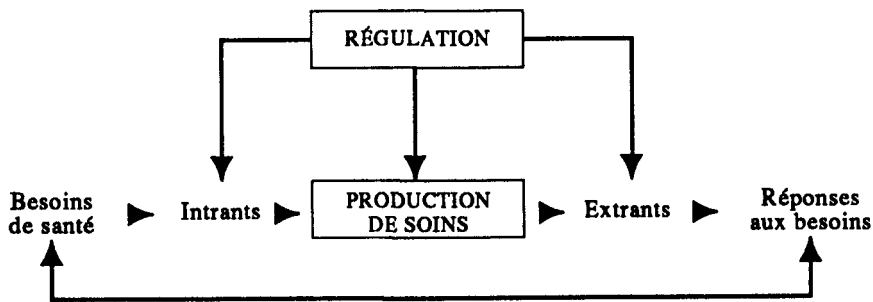 RÉGULATION
Besoins
de santé
Intrants
PRODUCTION
DE SOINS
Extrants
Réponses
aux besoins